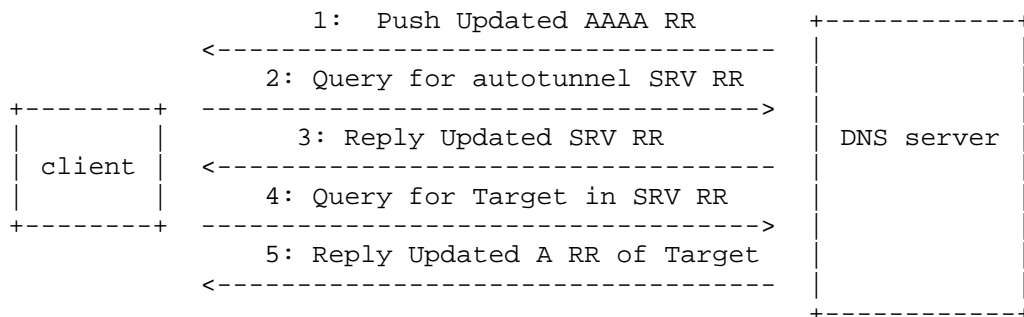 1: Push Updated AAAA RR
2: Query for autotunnel SRV RR
3: Reply Updated SRV RR
DNS server
client
4: Query for Target in SRV RR
5: Reply Updated A RR of Target